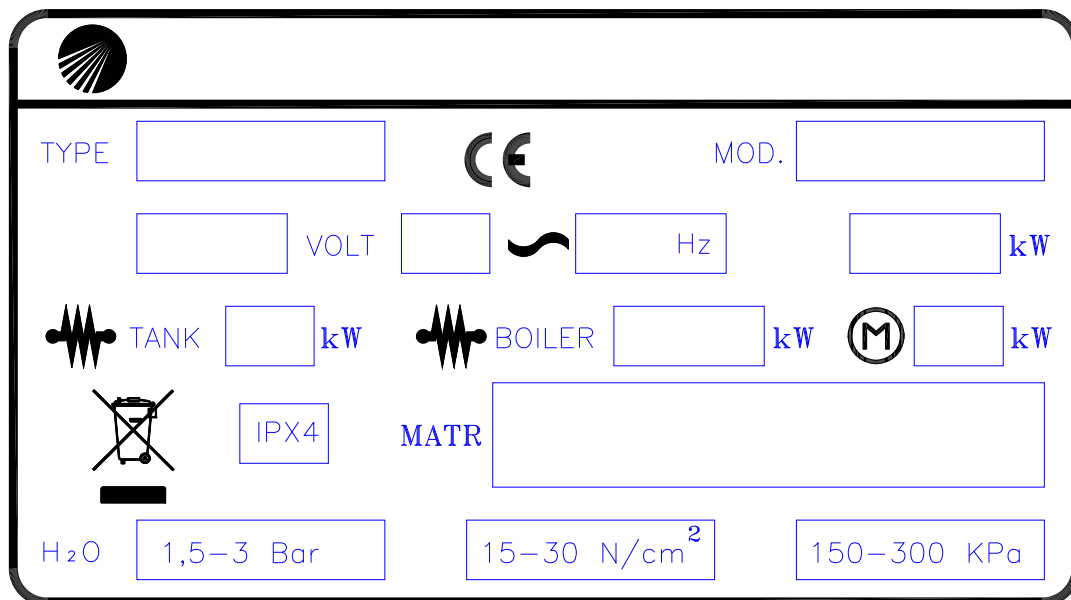 TYPE CE MOD.
VOLT Hz kW
TANK kW BOILER kW M kW
IPX4 MATR
H₂O 1,5-3 Bar 15-30 N/cm² 150-300 KPa